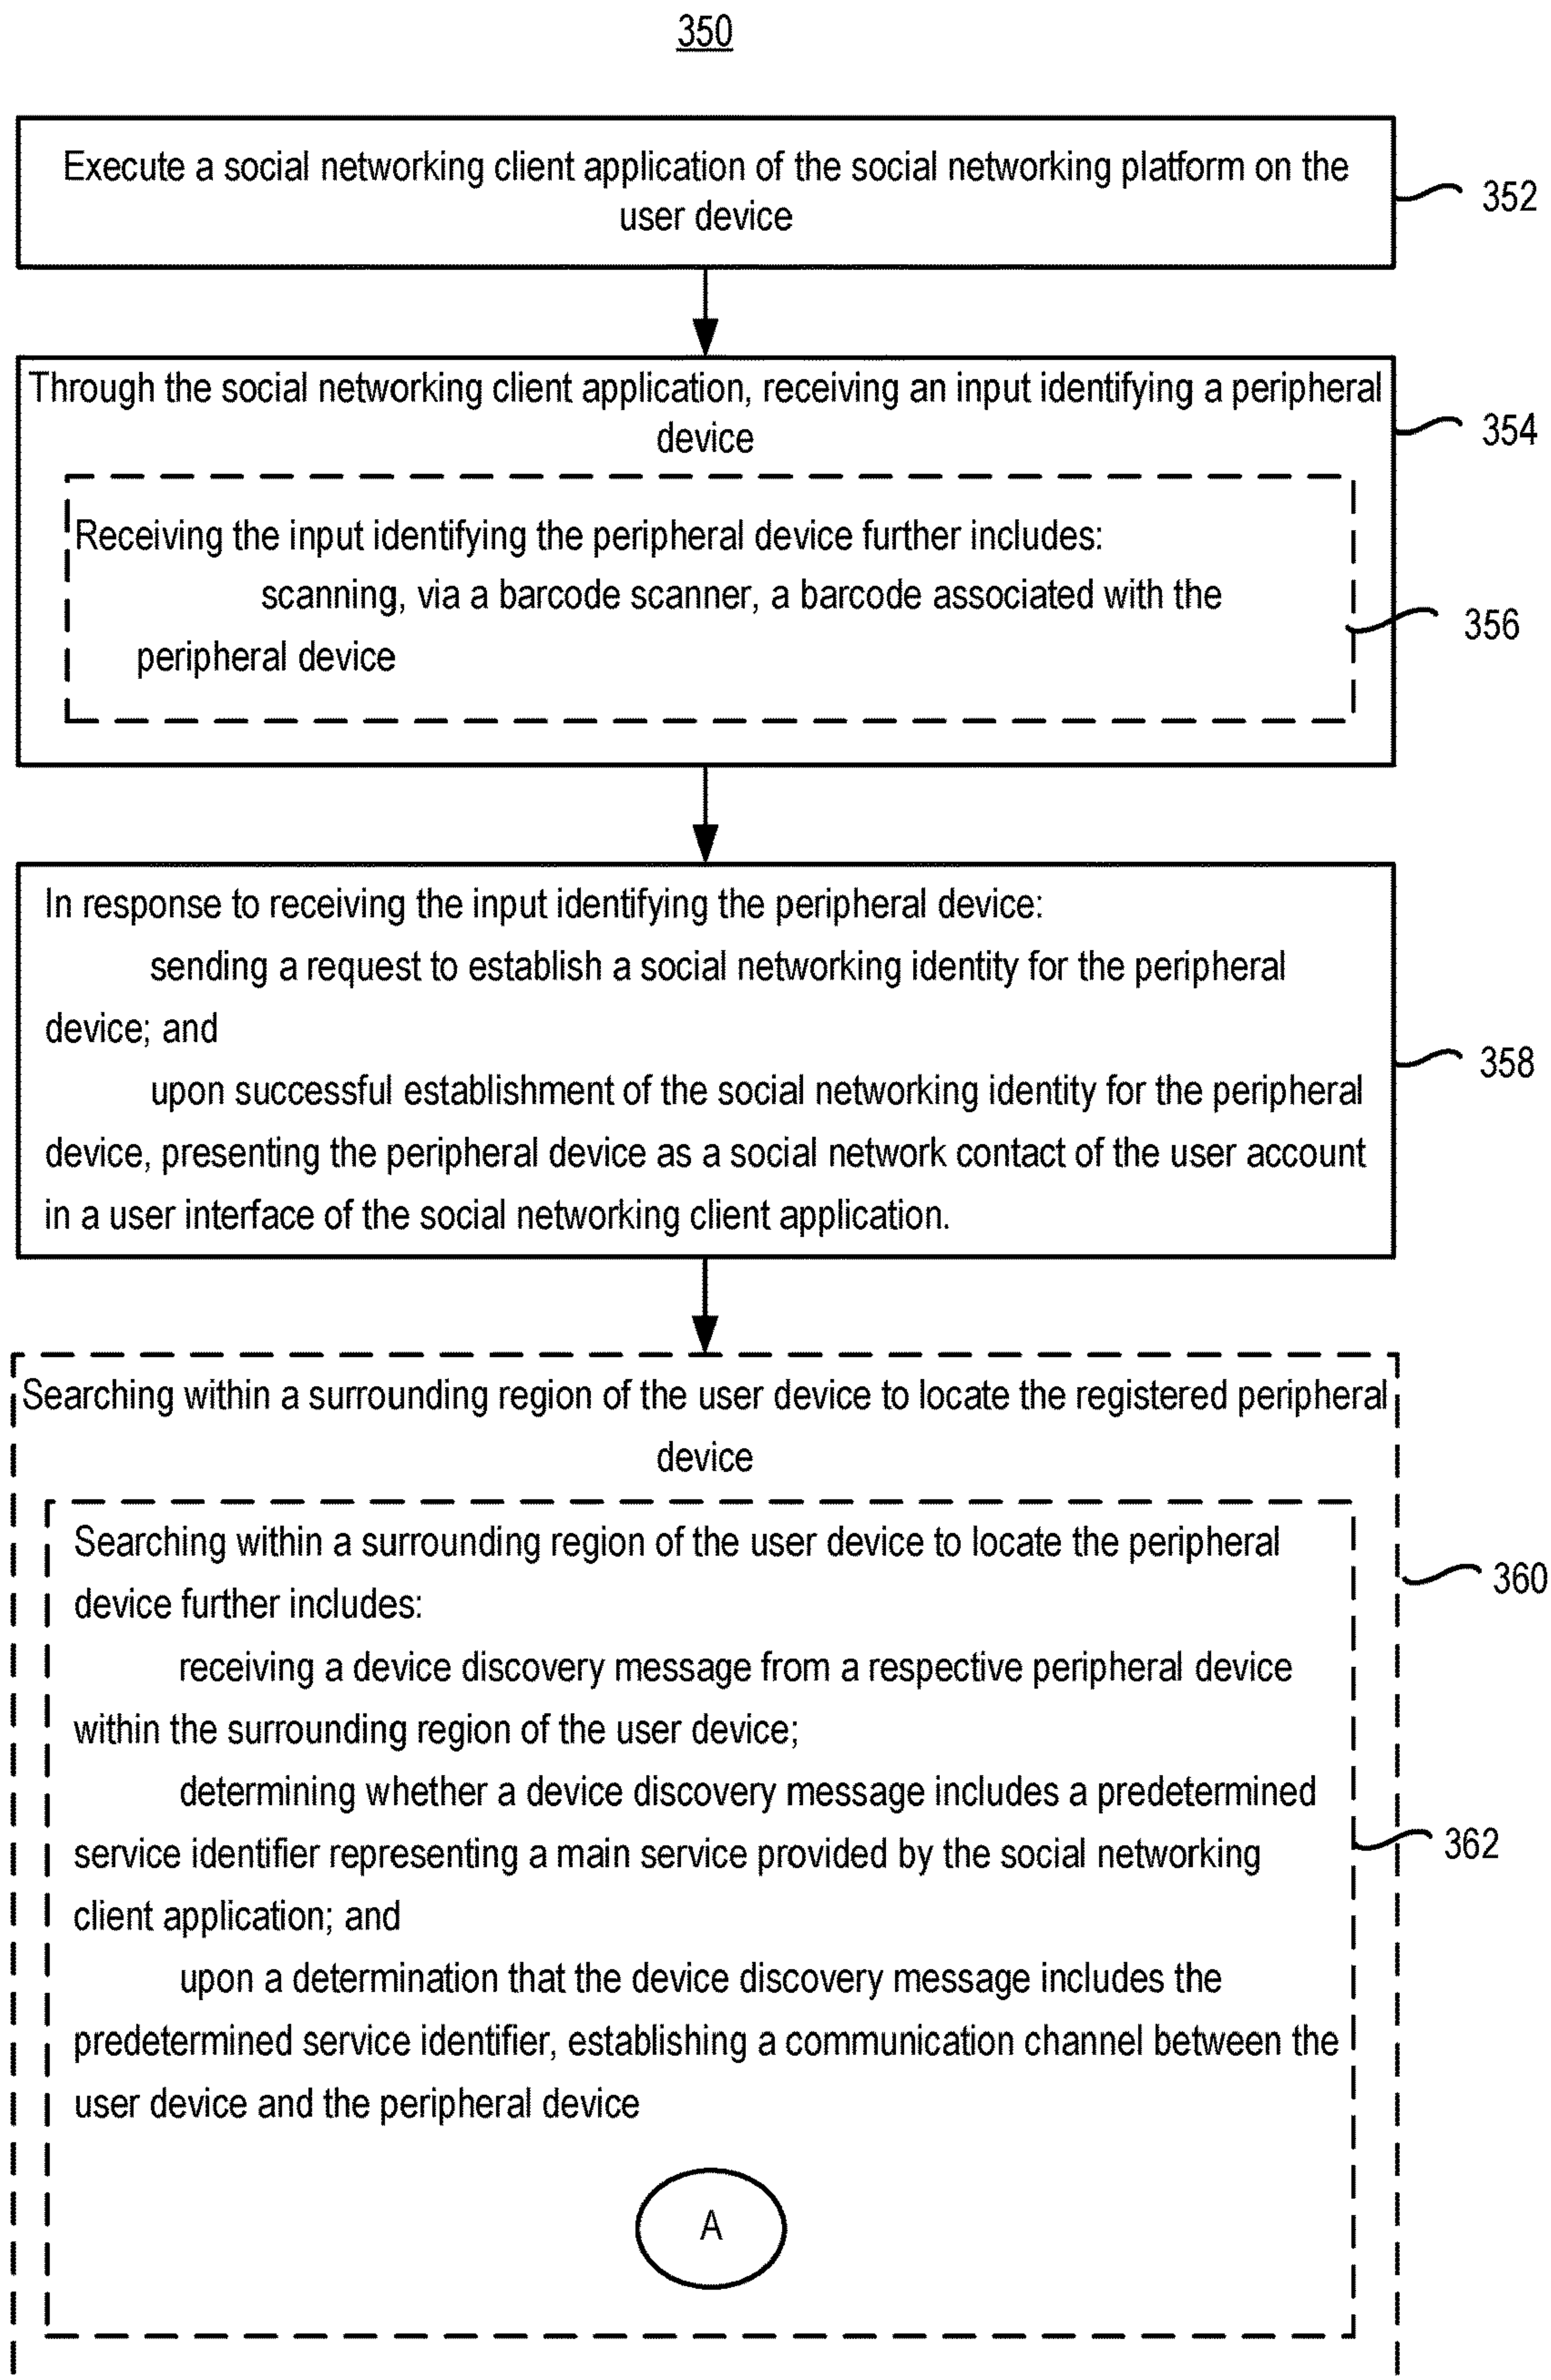 350
Execute a social networking client application of the social networking platform on the
user device
352
Through the social networking client application, receiving an input identifying a peripheral
device
354
Receiving the input identifying the peripheral device further includes:
scanning, via a barcode scanner, a barcode associated with the
peripheral device
356
In response to receiving the input identifying the peripheral device:
sending a request to establish a social networking identity for the peripheral
device; and
upon successful establishment of the social networking identity for the peripheral
device, presenting the peripheral device as a social network contact of the user account
in a user interface of the social networking client application.
358
Searching within a surrounding region of the user device to locate the registered peripheral
device
360
Searching within a surrounding region of the user device to locate the peripheral
device further includes:
receiving a device discovery message from a respective peripheral device
within the surrounding region of the user device;
determining whether a device discovery message includes a predetermined
service identifier representing a main service provided by the social networking
client application; and
upon a determination that the device discovery message includes the
predetermined service identifier, establishing a communication channel between the
user device and the peripheral device
362
A